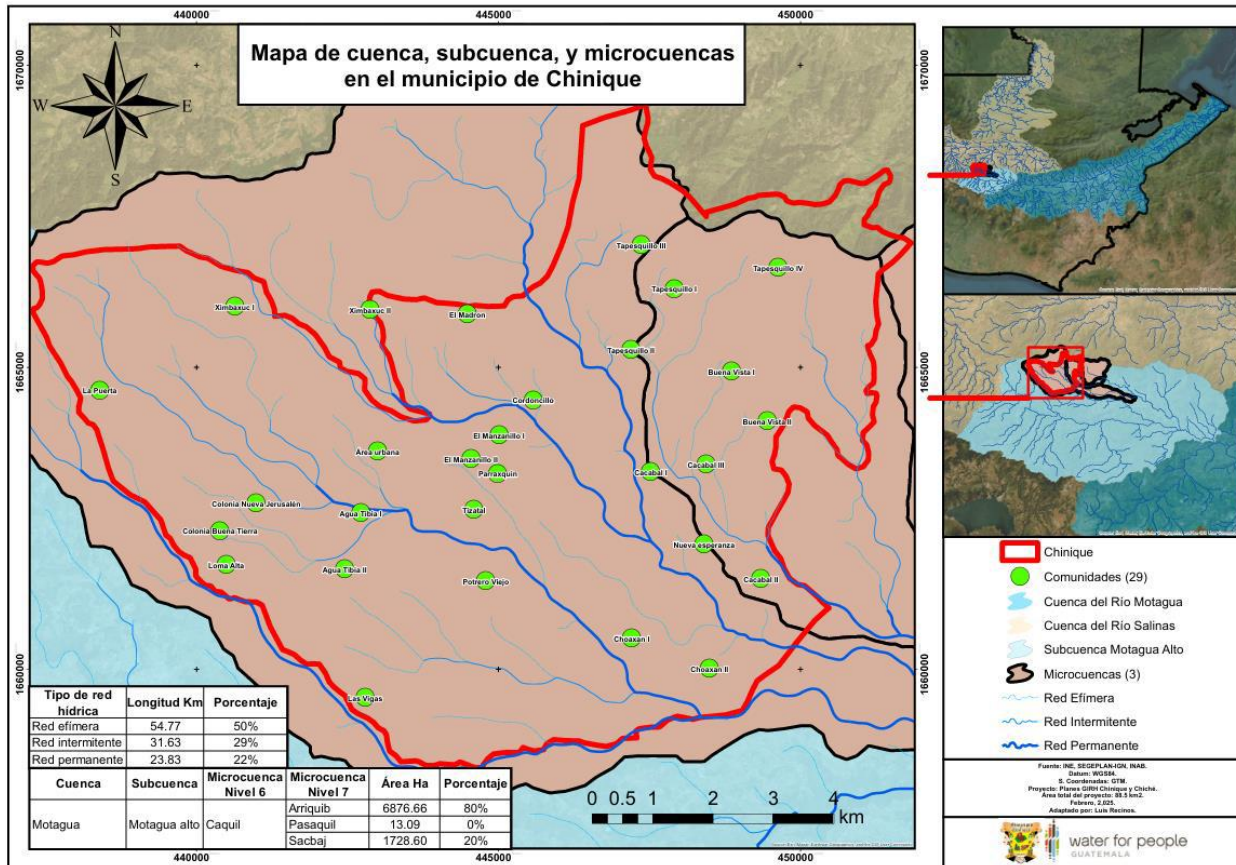 440000
445000
450000
Mapa de cuenca, subcuenca, y microcuencas
en el municipio de Chinique
N
W
E
S
1670000
1670000
1665000
1665000
1660000
1660000
Tapesquillo III
Tapesquillo IV
Tapesquillo I
Ximbaxuc I
Ximbaxuc II
El Madron
Tapesquillo II
Buena Vista I
La Puerta
Cordoncillo
Buena Vista II
El Manzanillo I
Área urbana
El Manzanillo II
Parraxquin
Cacabal I
Cacabal III
Colonia Nueva Jerusalén
Agua Tibia I
Tizatal
Colonia Buena Tierra
Nueva esperanza
Loma Alta
Agua Tibia II
Potrero Viejo
Cacabal II
Choaxan I
Choaxan II
Las Vigas
Tipo de red hídrica Longitud Km Porcentaje
Red efímera 54.77 50%
Red intermitente 31.63 29%
Red permanente 23.83 22%
Cuenca Subcuenca Microcuenca Nivel 6 Microcuenca Nivel 7 Área Ha Porcentaje
Motagua Motagua alto Caquil
Arriquib 6876.66 80%
Pasaquil 13.09 0%
Sacbaj 1728.60 20%
0 0.5 1 2 3 4
km
440000
445000
450000
Chinique
Comunidades (29)
Cuenca del Río Motagua
Cuenca del Río Salinas
Subcuenca Motagua Alto
Microcuencas (3)
Red Efímera
Red Intermitente
Red Permanente
Fuente: INE, SEGEPLAN-IGN, INAB.
Datum: WGS84.
S. Coordenadas: GTM.
Proyecto: Planes GIRH Chinique y Chiché.
Área total del proyecto: 88.5 km2.
Febrero, 2,025.
Adaptado por: Luis Recinos.
water for people
GUATEMALA